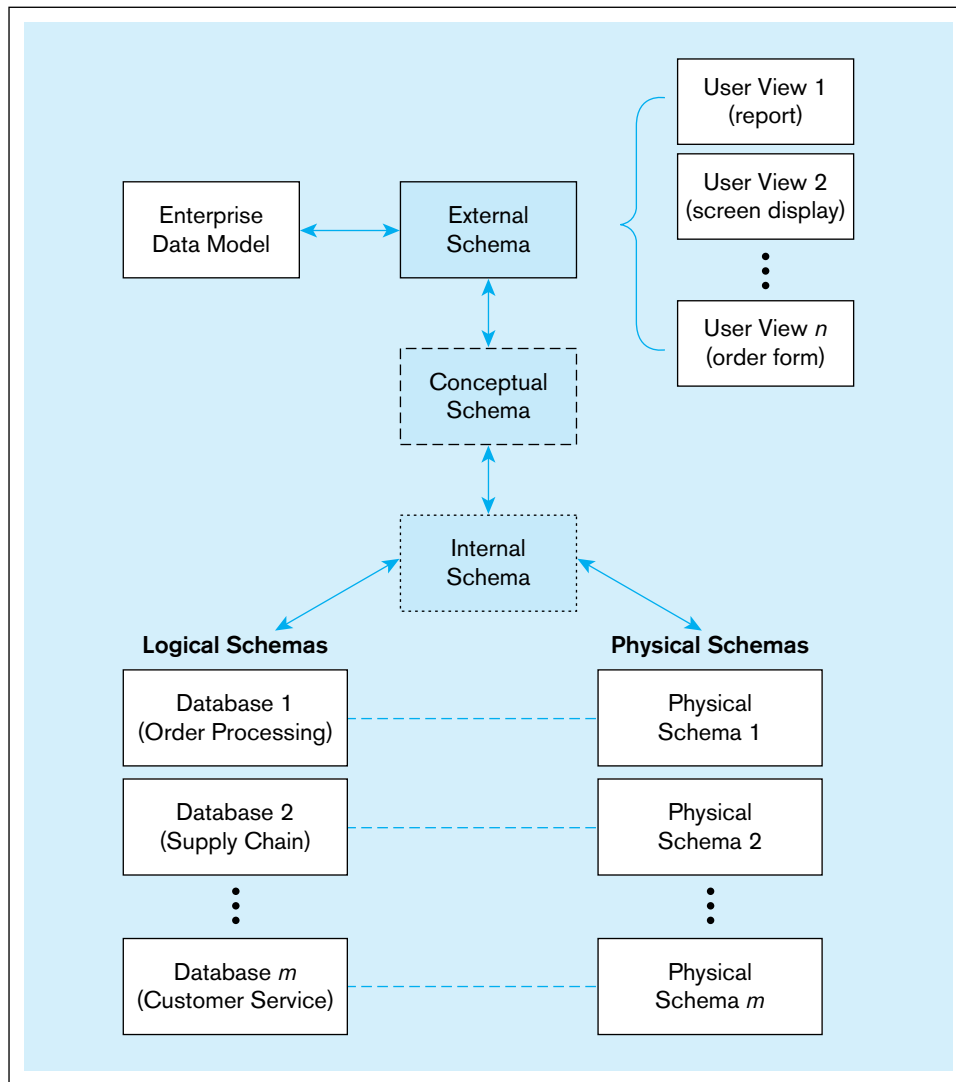 User View 1
(report)
User View 2
(screen display)
User View n
(order form)
Enterprise
Data Model
External
Schema
Conceptual
Schema
Internal
Schema
Logical Schemas
Database 1
(Order Processing)
Database 2
(Supply Chain)
Database m
(Customer Service)
Physical Schemas
Physical
Schema 1
Physical
Schema 2
Physical
Schema m